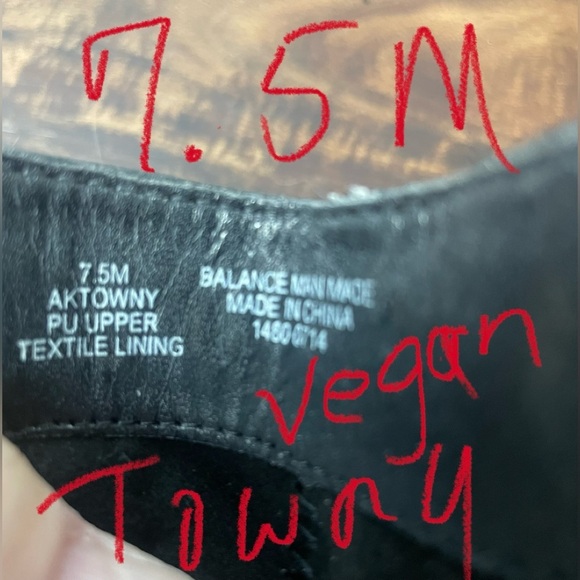 7.5M
7.5M
AKTOWNY
PU UPPER
TEXTILE LINING
BALANCE MAN MADE
MADE IN CHINA
vegan
Towny